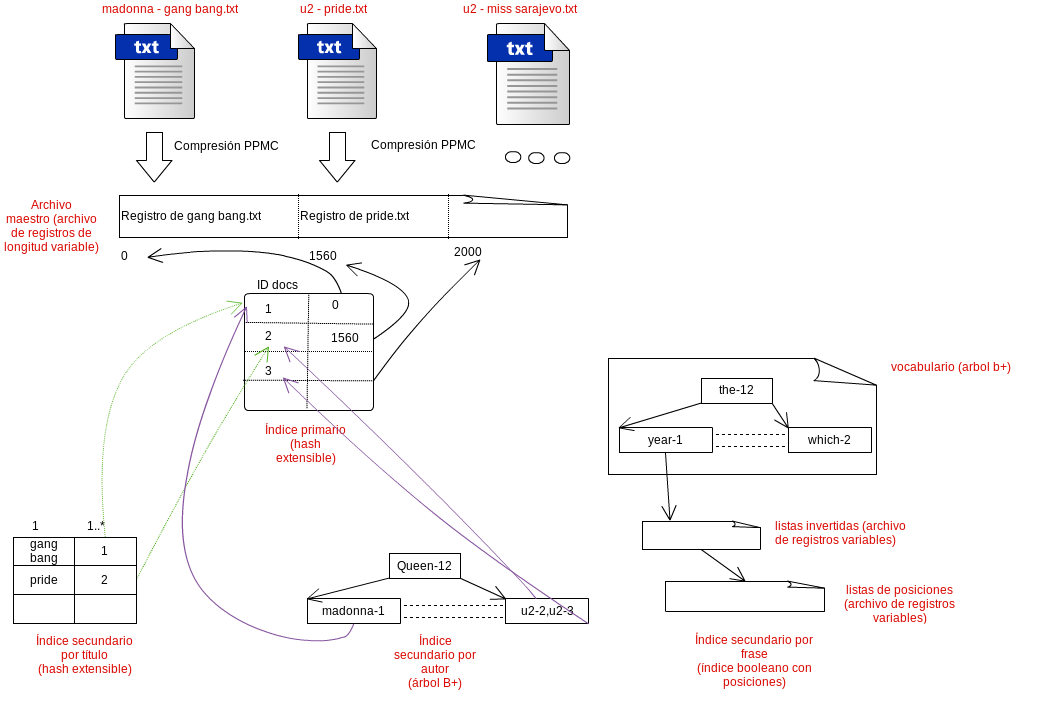 madonna - gang bang.txt
u2 - pride.txt
u2 - miss sarajevo.txt
txt
txt
txt
Compresión PPMC
Compresión PPMC
Archivo
maestro (archivo
de registros de
longitud variable)
Registro de gang bang.txt
Registro de pride.txt
0
1560
2000
ID docs
1
0
2
1560
3
Índice primario
(hash
extensible)
vocabulario (arbol b+)
the-12
year-1
which-2
listas invertidas (archivo
de registros variables)
listas de posiciones
(archivo de registros
variables)
Índice secundario por
frase
(índice booleano con
posiciones)
1
1..*
gang
bang
1
pride
2
Índice secundario
por título
(hash extensible)
Queen-12
madonna-1
u2-2,u2-3
Índice
secundario por
autor
(árbol B+)